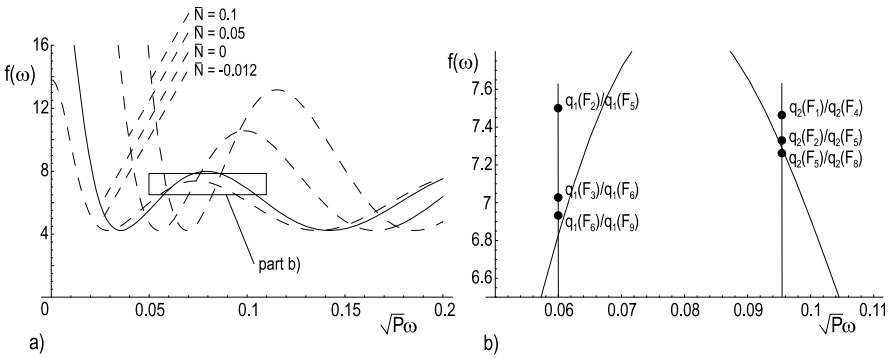 N̄ = 0.1
N̄ = 0.05
N̄ = 0
N̄ = -0.012
f(ω)
16
12
8
4
0
0.05
0.1
0.15
0.2
√P̄ω
part b)
a)
f(ω)
7.6
7.4
7.2
7
6.8
6.6
0.06
0.07
0.08
0.09
0.1
0.11
√P̄ω
q₁(F₂)/q₁(F₅)
q₁(F₃)/q₁(F₆)
q₁(F₆)/q₁(F₉)
q₂(F₁)/q₂(F₄)
q₂(F₂)/q₂(F₅)
q₂(F₅)/q₂(F₈)
b)